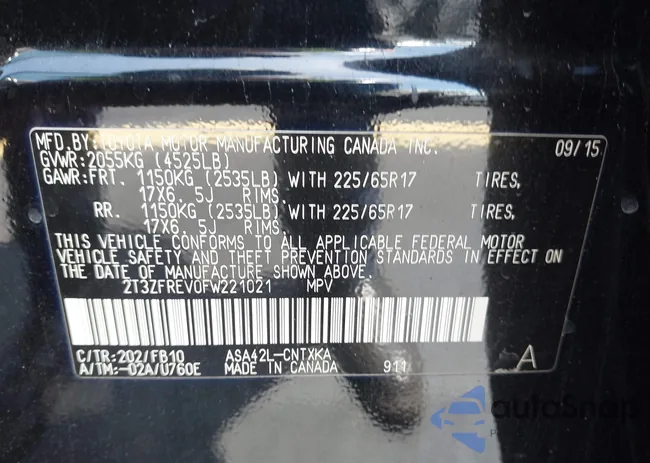 MFD.BY:TOYOTA MOTOR MANUFACTURING CANADA INC. 09/15
GVWR:2055KG (4525LB)
GAWR:FRT. 1150KG (2535LB) WITH 225/65R17 TIRES,
17X6.5J RIMS,
RR. 1150KG (2535LB) WITH 225/65R17 TIRES,
17X6.5J RIMS.
THIS VEHICLE CONFORMS TO ALL APPLICABLE FEDERAL MOTOR
VEHICLE SAFETY AND THEFT PREVENTION STANDARDS IN EFFECT ON
THE DATE OF MANUFACTURE SHOWN ABOVE.
2T3ZFREV0FW221021 MPV
C/TR:202/FB10 ASA42L-CNTXKA
A/TM:-02A/U760E MADE IN CANADA 911 A
autoSnap